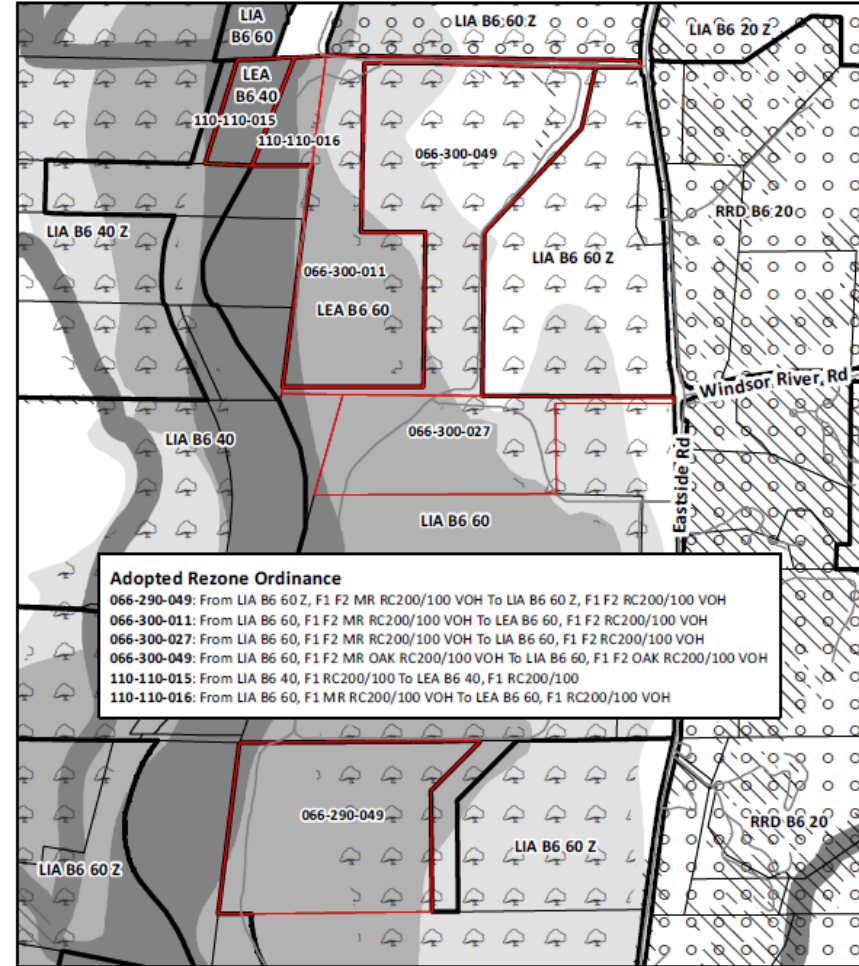 LIA
B6 60
LIA B6 60 Z
LIA B6 20 Z
LEA
B6 40
110-110-015
110-110-016
066-300-049
RRD B6 20
LIA B6 40 Z
LIA B6 60 Z
066-300-011
LEA B6 60
Windsor River Rd
066-300-027
LIA B6 40
Eastside Rd
LIA B6 60
Adopted Rezone Ordinance
066-290-049: From LIA B6 60 Z, F1 F2 MR RC200/100 VOH To LIA B6 60 Z, F1 F2 RC200/100 VOH
066-300-011: From LIA B6 60, F1 F2 MR RC200/100 VOH To LEA B6 60, F1 F2 RC200/100 VOH
066-300-027: From LIA B6 60, F1 F2 MR RC200/100 VOH To LIA B6 60, F1 F2 RC200/100 VOH
066-300-049: From LIA B6 60, F1 F2 MR OAK RC200/100 VOH To LIA B6 60, F1 F2 OAK RC200/100 VOH
110-110-015: From LIA B6 40, F1 RC200/100 To LEA B6 40, F1 RC200/100
110-110-016: From LIA B6 60, F1 MR RC200/100 VOH To LEA B6 60, F1 RC200/100 VOH
066-290-049
RRD B6 20
LIA B6 60 Z
LIA B6 60 Z